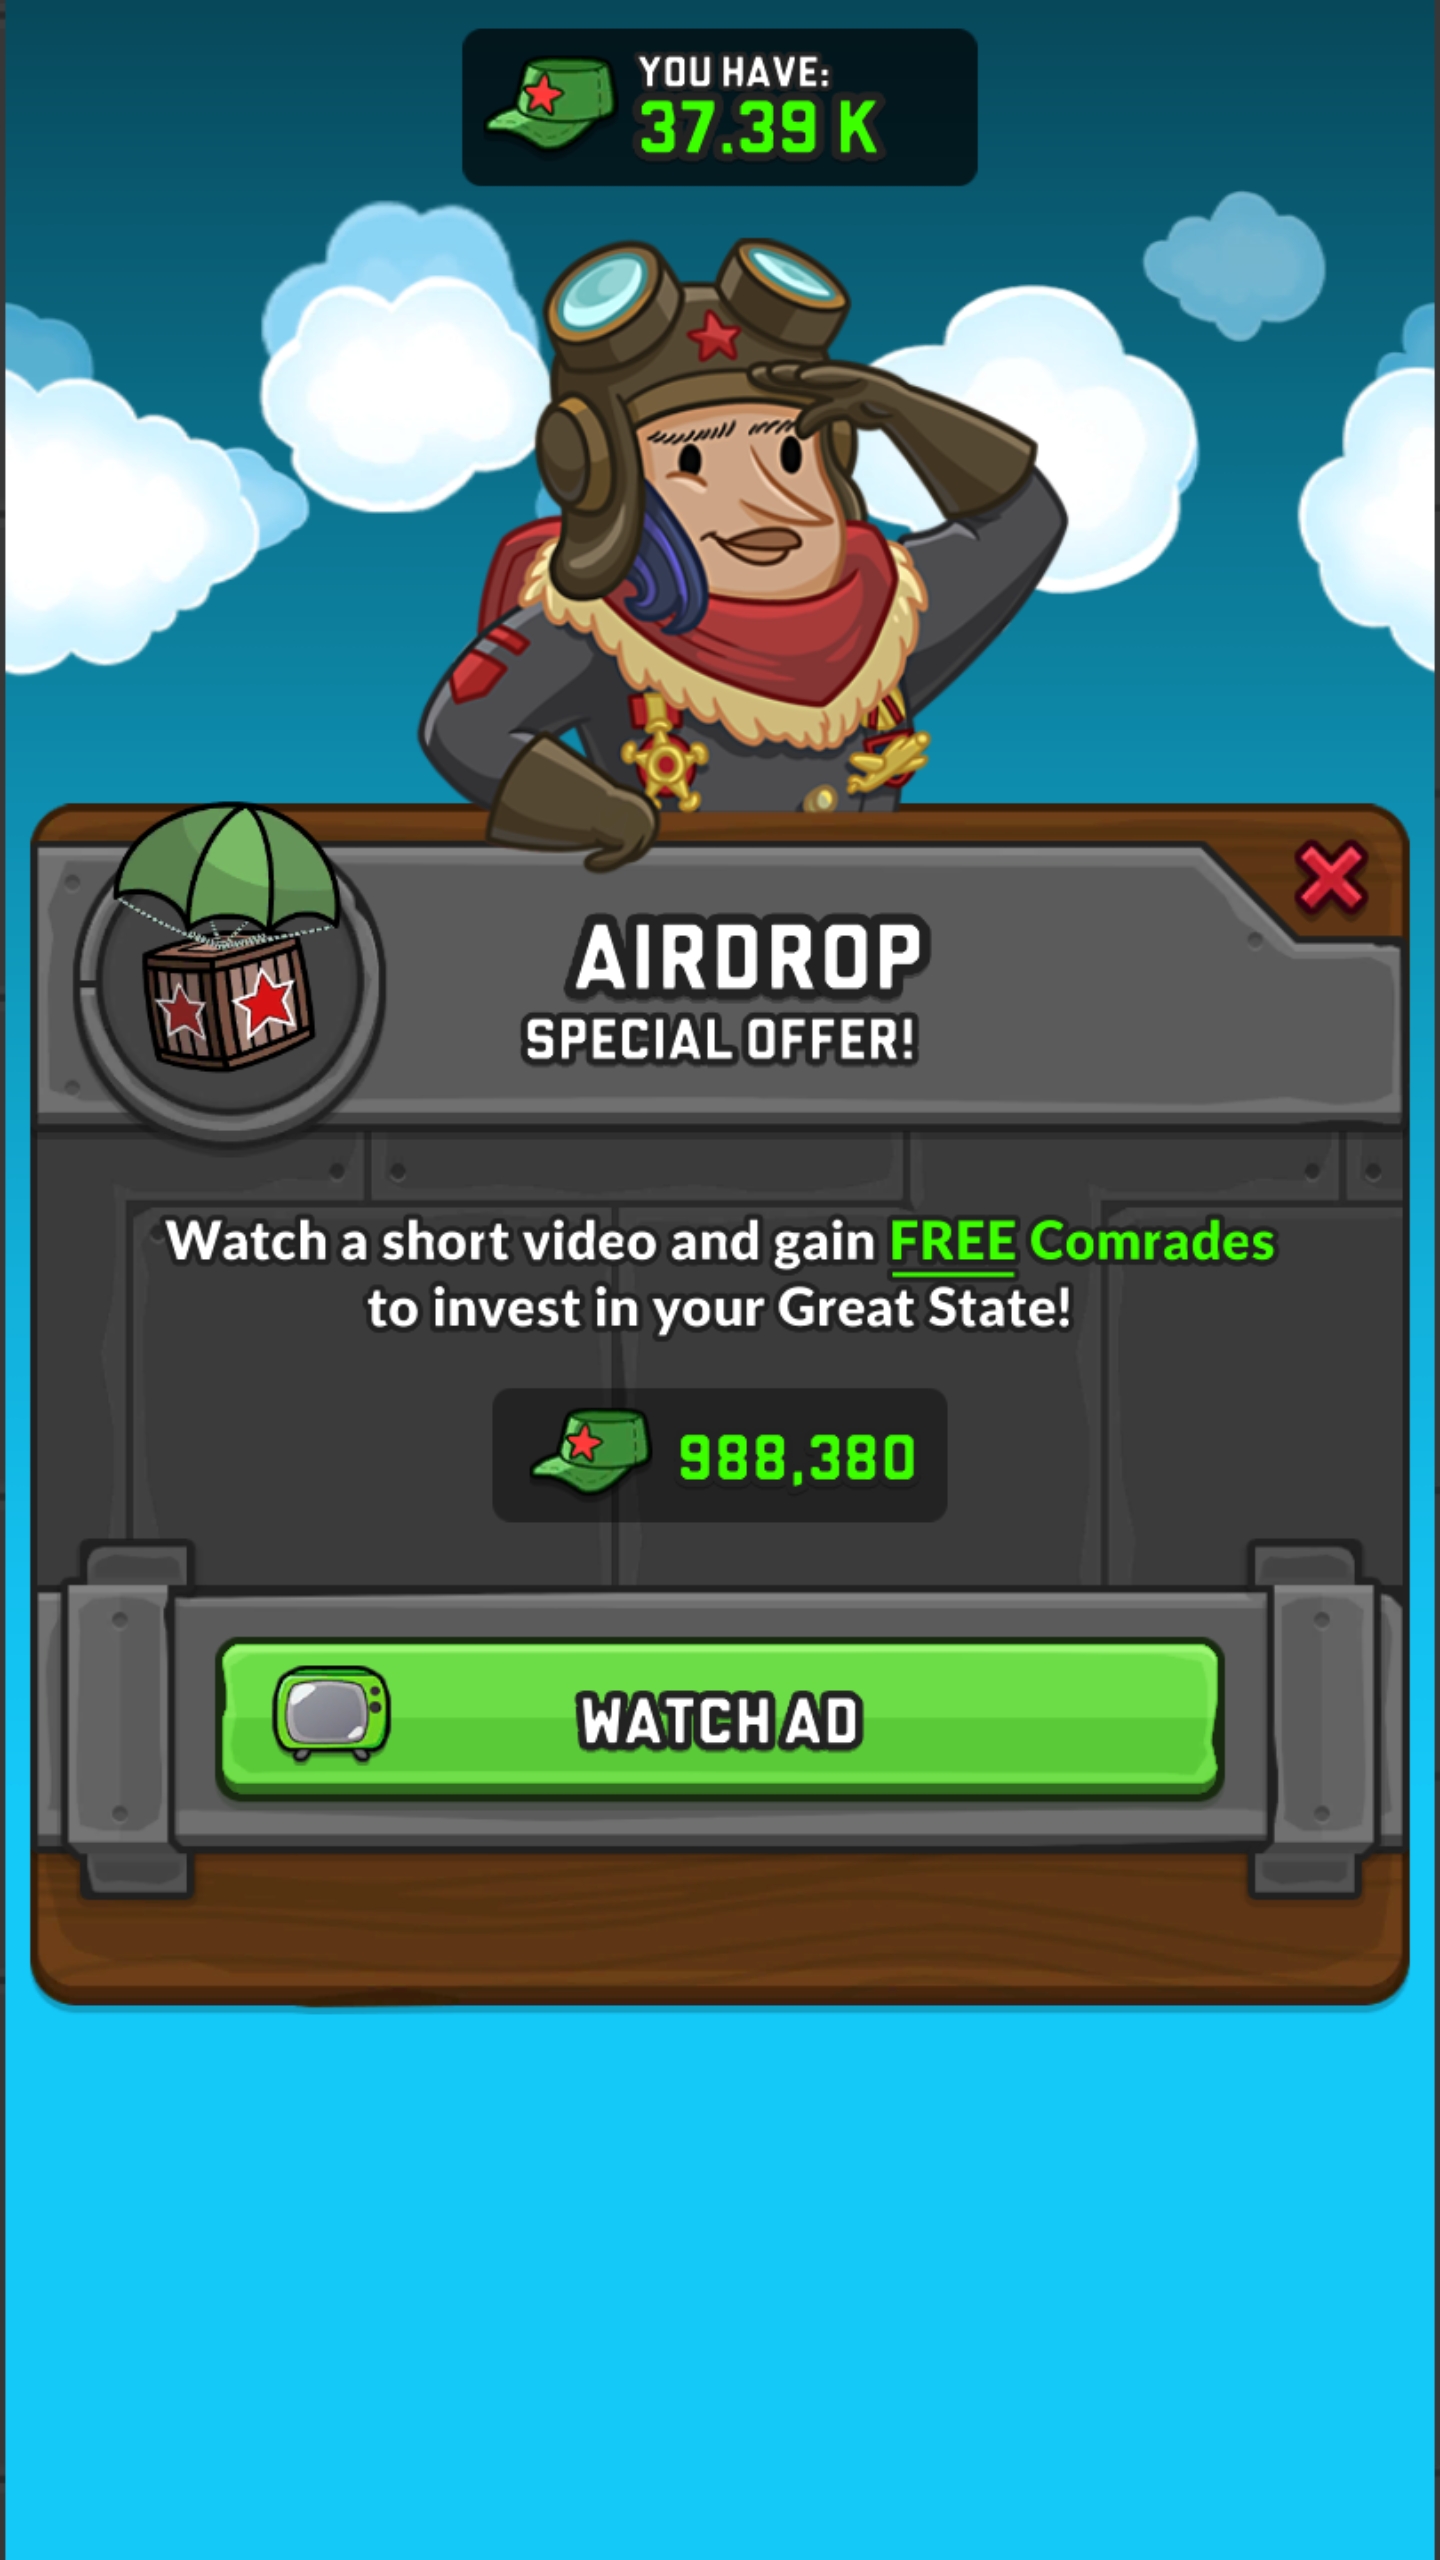 YOU HAVE:
37.39 K
AIRDROP
SPECIAL OFFER!
Watch a short video and gain FREE Comrades
to invest in your Great State!
988,380
WATCH AD